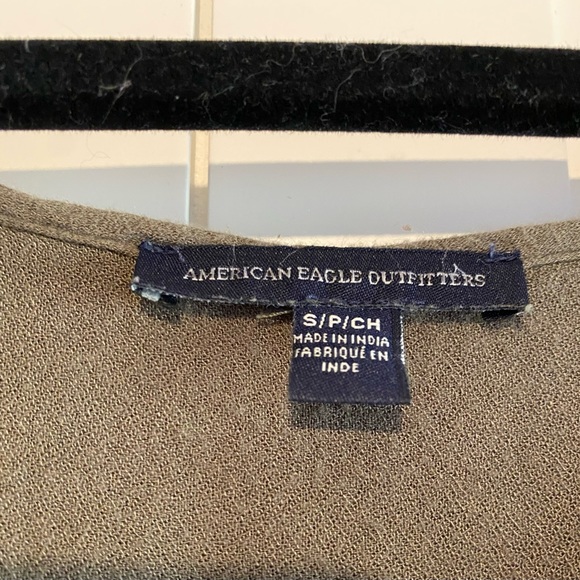 AMERICAN EAGLE OUTFITTERS
S/P/CH
MADE IN INDIA
FABRIQUÉ EN
INDE